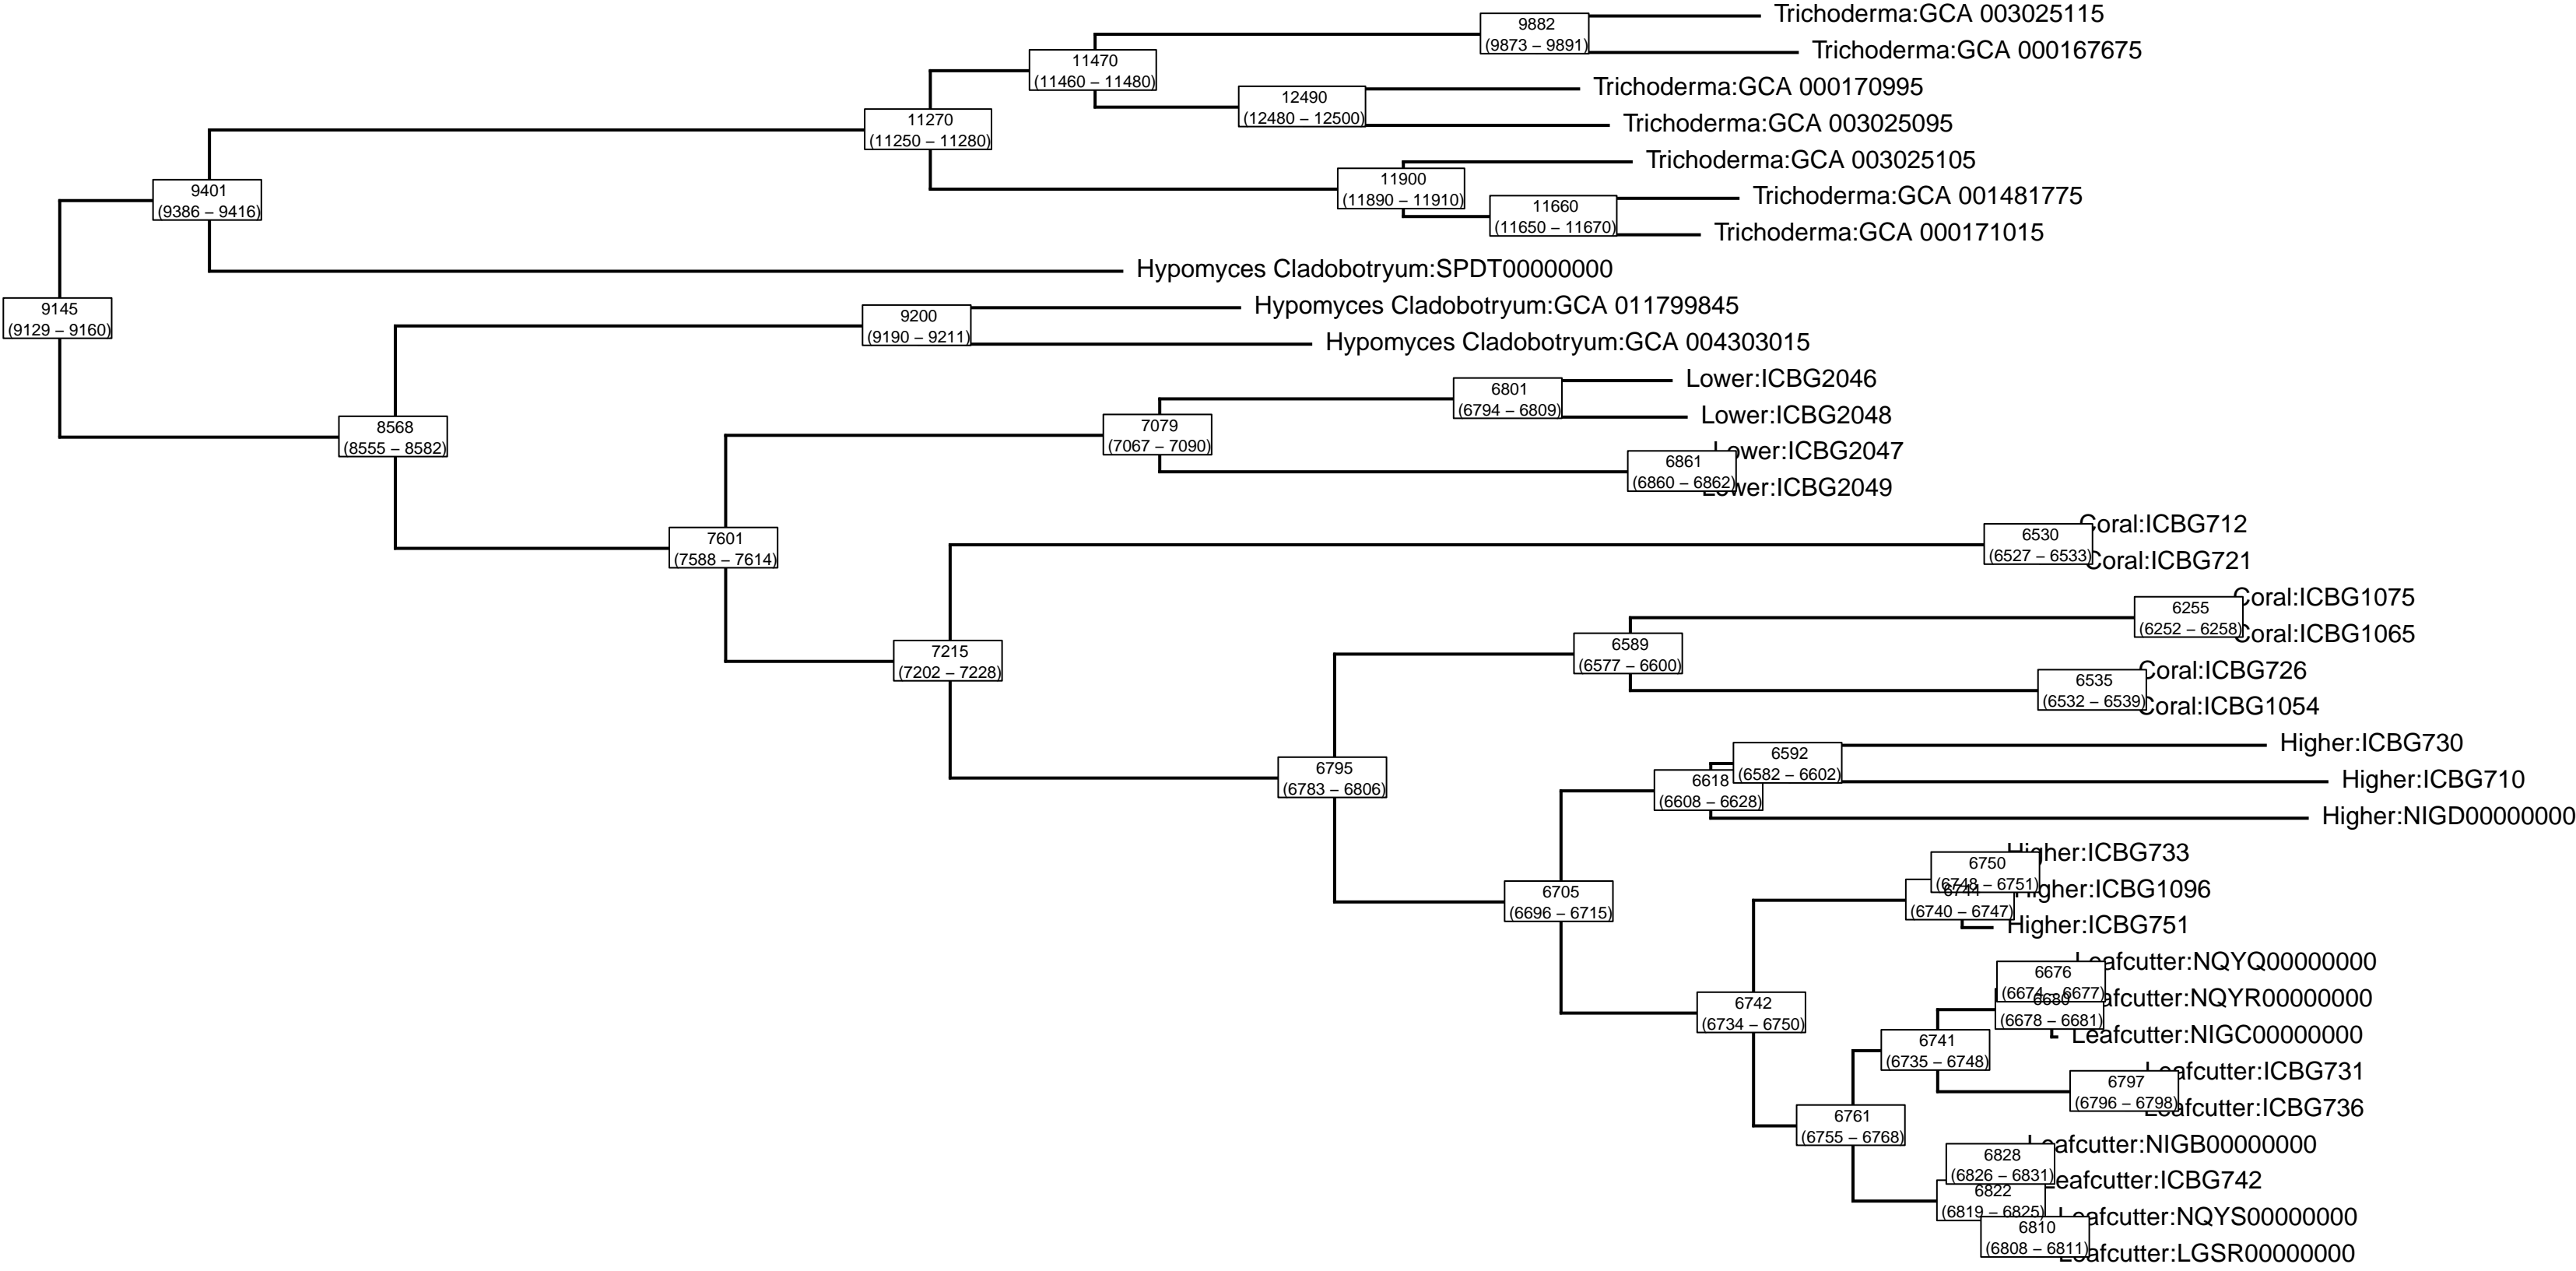 Trichoderma:GCA 003025115
9882
(9873 – 9891)
Trichoderma:GCA 000167675
11470
(11460 – 11480)
Trichoderma:GCA 000170995
12490
(12480 – 12500)
11270
(11250 – 11280)
Trichoderma:GCA 003025095
Trichoderma:GCA 003025105
11900
(11890 – 11910)
9401
(9386 – 9416)
Trichoderma:GCA 001481775
11660
(11650 – 11670)
Trichoderma:GCA 000171015
Hypomyces Cladobotryum:SPDT00000000
9145
(9129 – 9160)
Hypomyces Cladobotryum:GCA 011799845
9200
(9190 – 9211)
Hypomyces Cladobotryum:GCA 004303015
Lower:ICBG2046
6801
(6794 – 6809)
Lower:ICBG2048
8568
(8555 – 8582)
7079
(7067 – 7090)
Lower:ICBG2047
6861
(6860 – 6862)
Lower:ICBG2049
Coral:ICBG712
7601
(7588 – 7614)
6530
(6527 – 6533)
Coral:ICBG721
Coral:ICBG1075
6255
(6252 – 6258)
Coral:ICBG1065
7215
(7202 – 7228)
6589
(6577 – 6600)
Coral:ICBG726
6535
(6532 – 6539)
Coral:ICBG1054
Higher:ICBG730
6795
(6783 – 6806)
6592
(6582 – 6602)
6618
(6608 – 6628)
Higher:ICBG710
Higher:NIGD00000000
Higher:ICBG733
6750
(6748 – 6751)
6705
(6696 – 6715)
6744
(6740 – 6747)
Higher:ICBG1096
Higher:ICBG751
Leafcutter:NQYQ00000000
6676
(6674 – 6677)
6742
(6734 – 6750)
6680
(6678 – 6681)
Leafcutter:NQYR00000000
Leafcutter:NIGC00000000
6741
(6735 – 6748)
Leafcutter:ICBG731
6797
(6796 – 6798)
Leafcutter:ICBG736
6761
(6755 – 6768)
Leafcutter:NIGB00000000
6828
(6826 – 6831)
Leafcutter:ICBG742
6822
(6819 – 6825)
Leafcutter:NQYS00000000
6810
(6808 – 6811)
Leafcutter:LGSR00000000